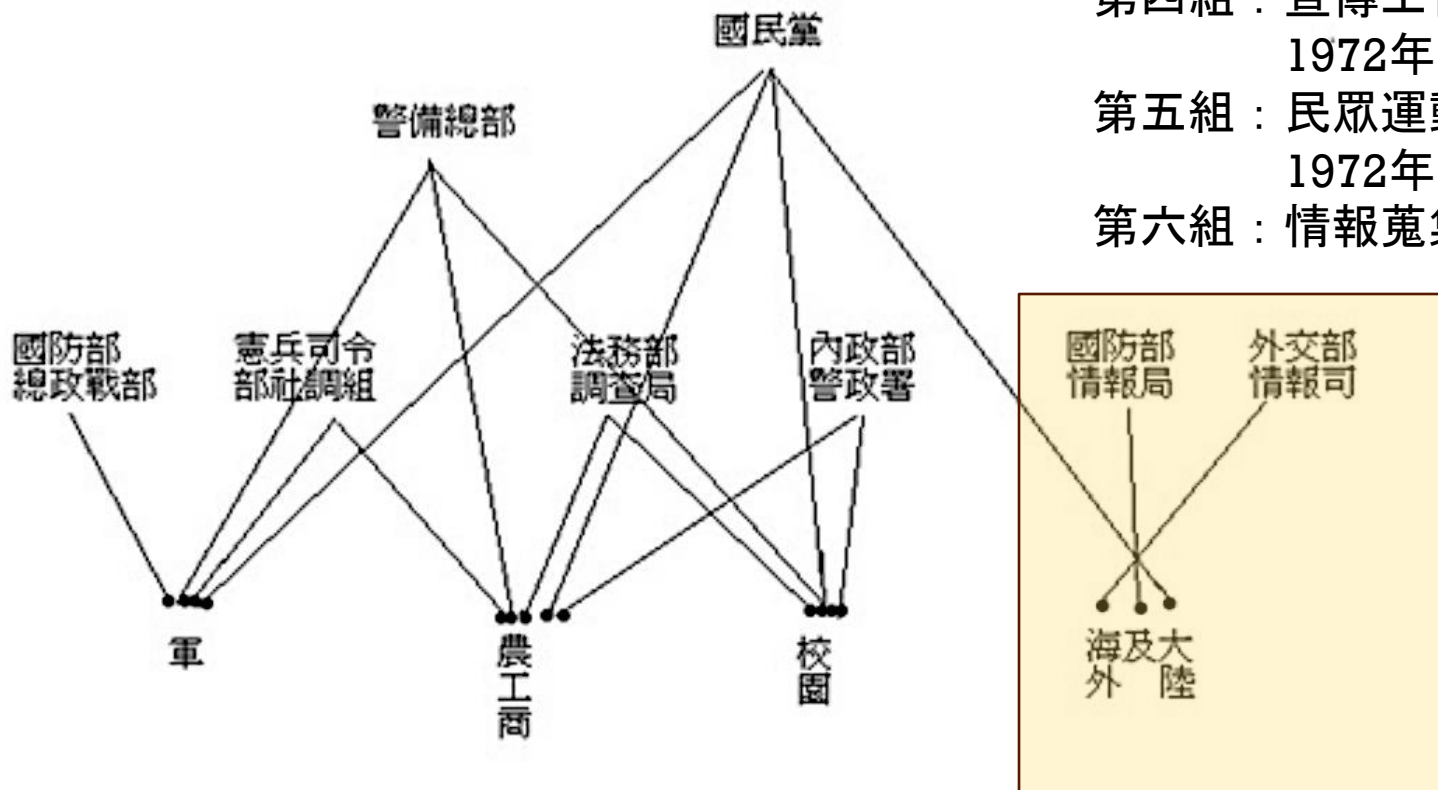 國民黨
警備總部
國防部
總政戰部
憲兵司令
部社調組
法務部
調查局
內政部
警政署
國防部
情報局
外交部
情報司
軍
農工商
校園
海及大
外 陸
第四組：宣傳工
1972年
第五組：民眾運
1972年
第六組：情報蒐